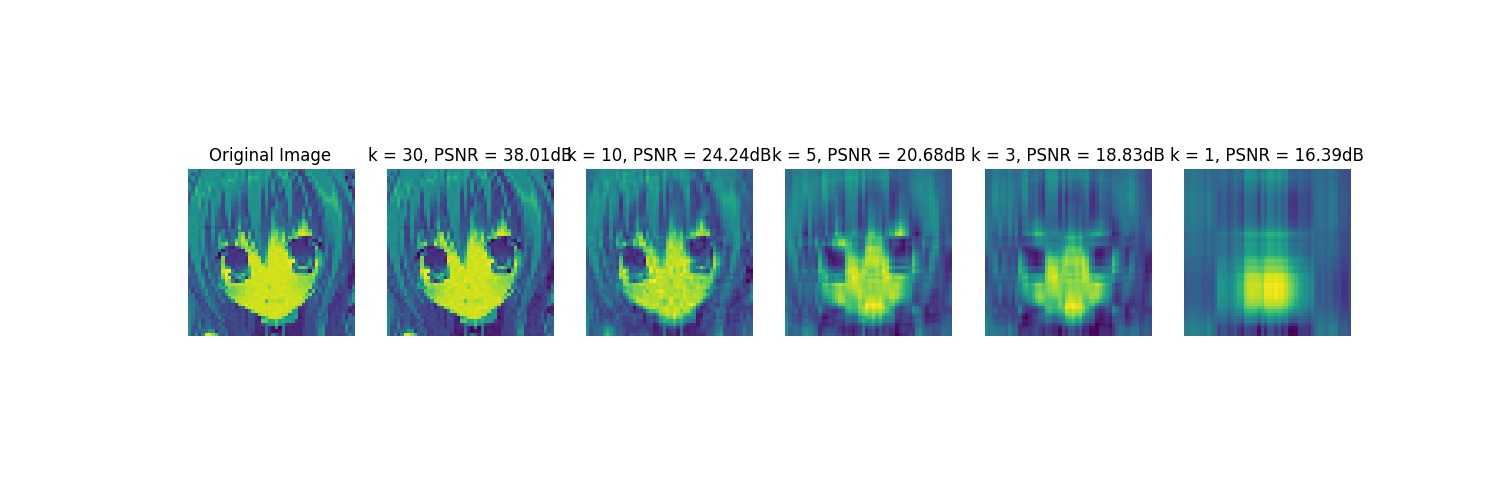 Original Image
k = 30, PSNR = 38.01dB
k = 10, PSNR = 24.24dB
k = 5, PSNR = 20.68dB
k = 3, PSNR = 18.83dB
k = 1, PSNR = 16.39dB